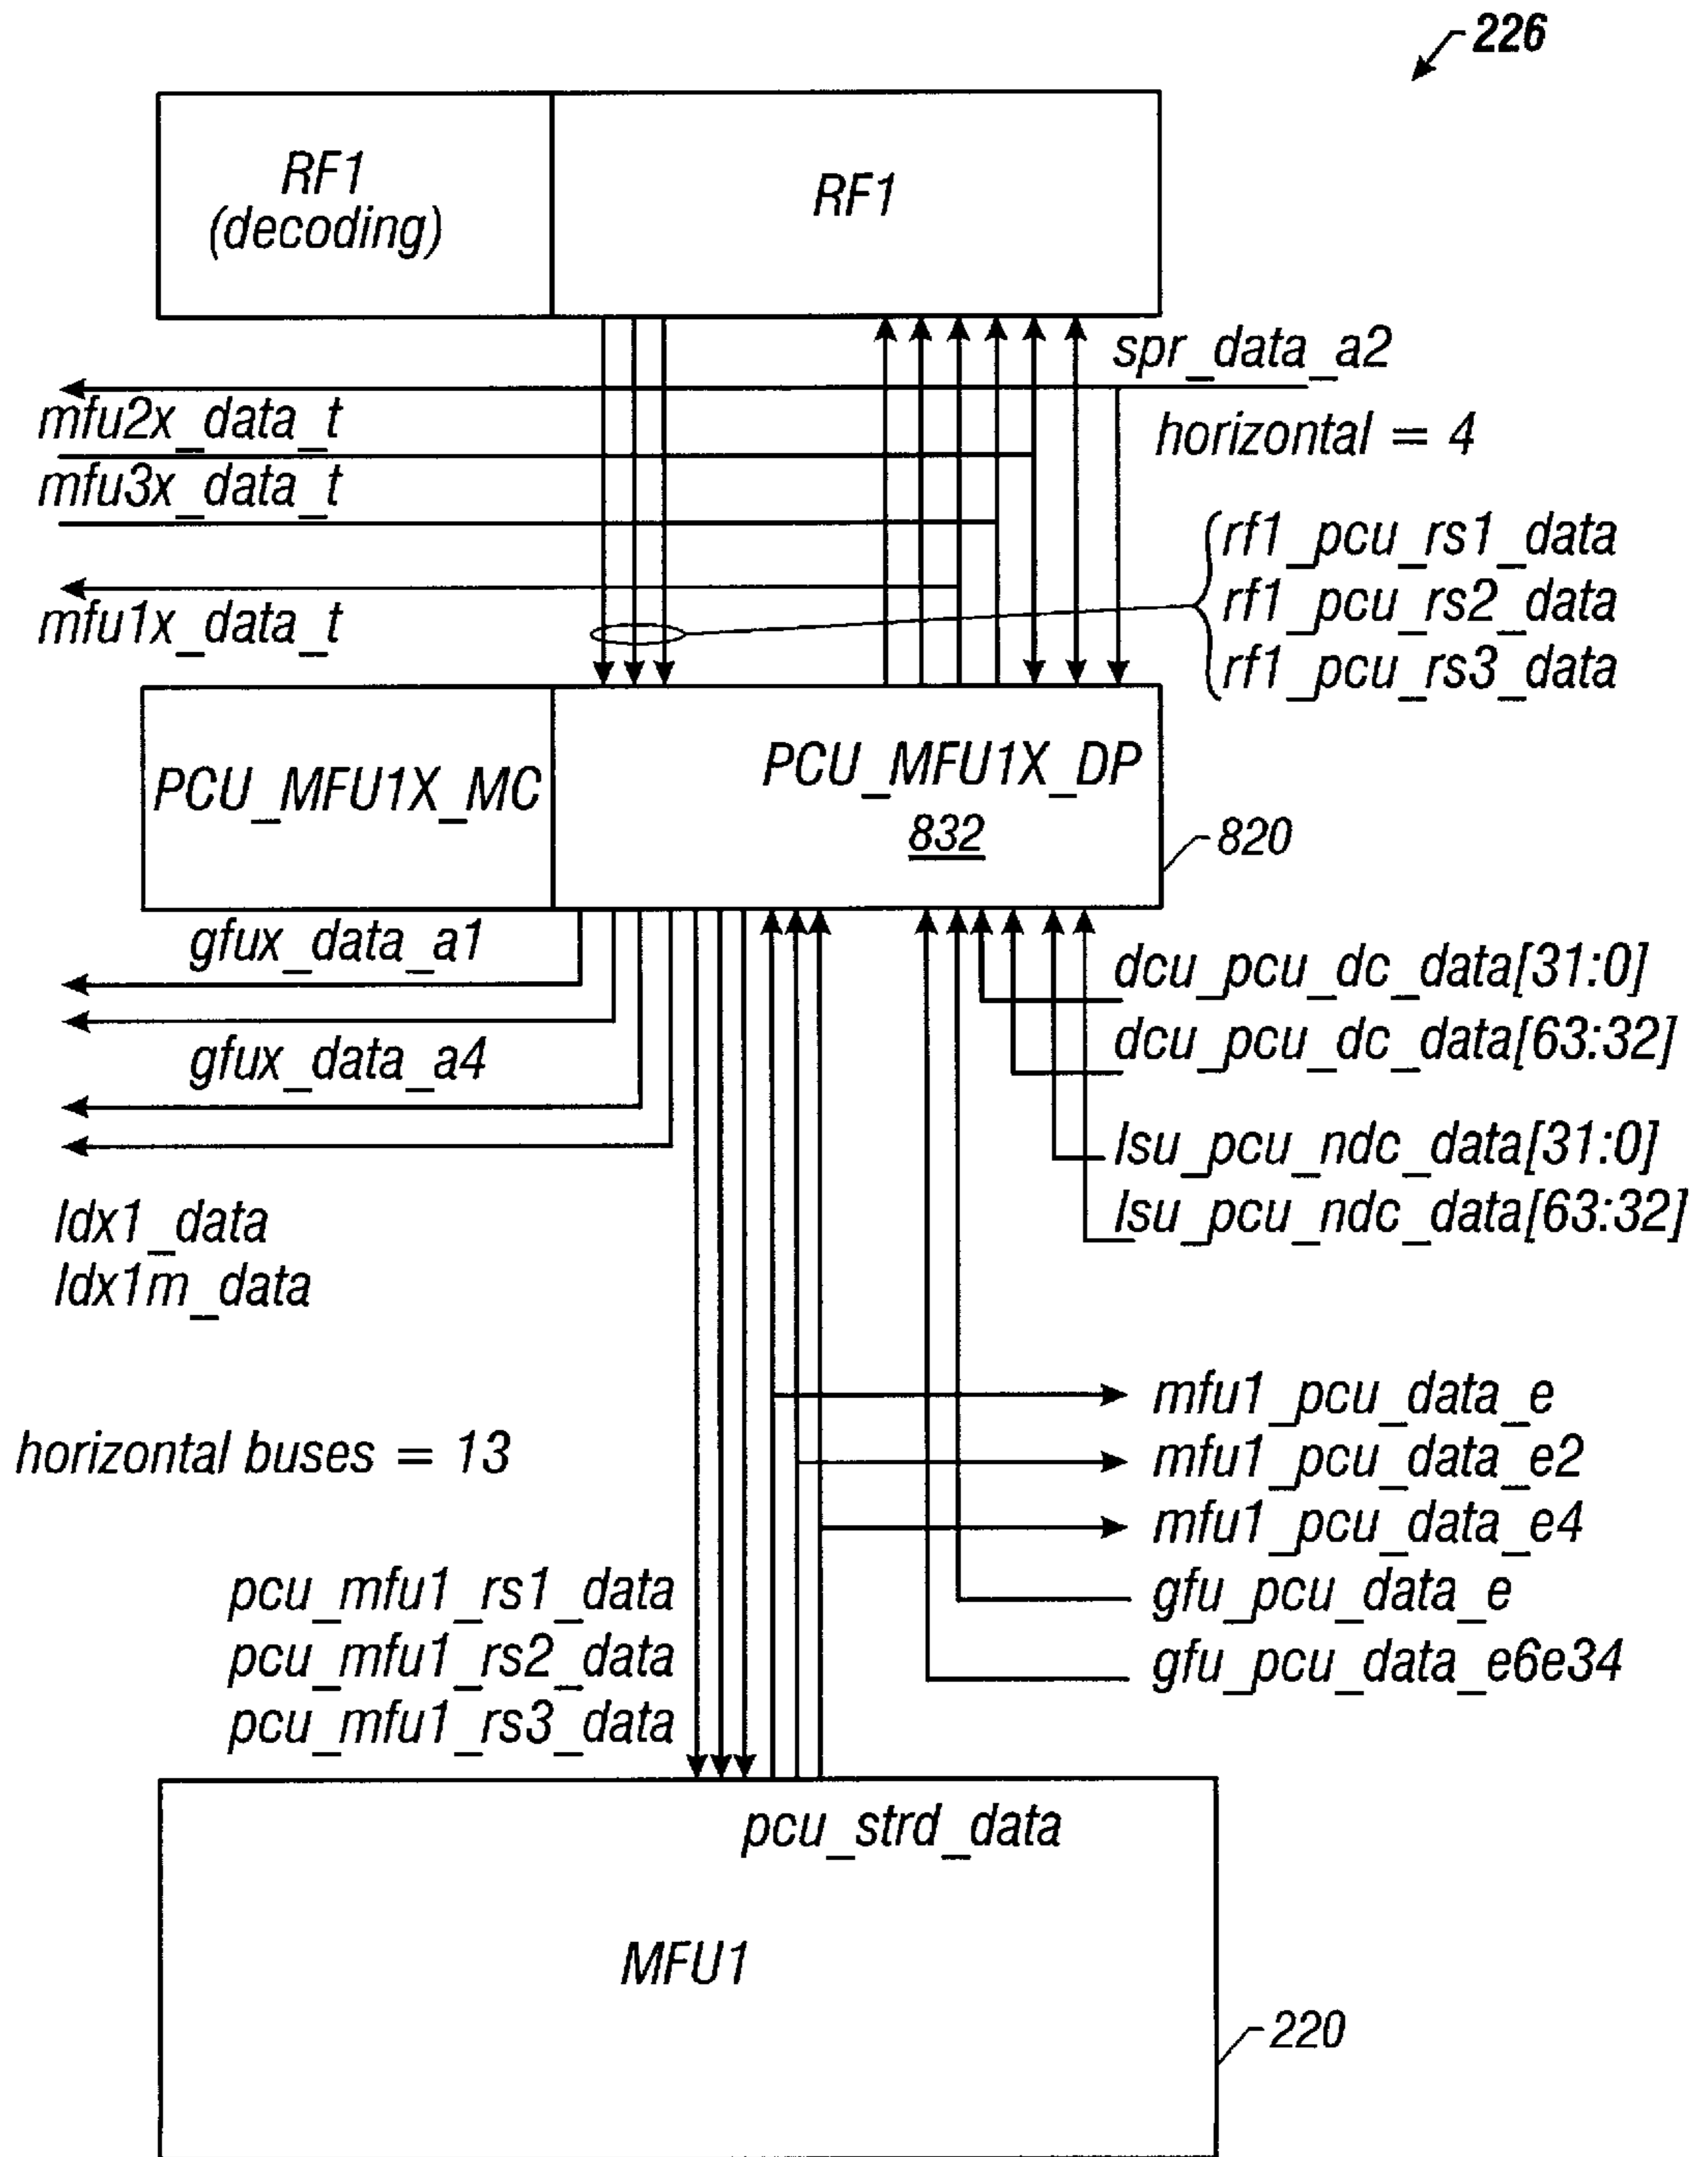 226
RF1
(decoding)
RF1
spr_data_a2
mfu2x_data_t
horizontal = 4
mfu3x_data_t
rf1_pcu_rs1_data
rf1_pcu_rs2_data
mfu1x_data_t
rf1_pcu_rs3_data
PCU_MFU1X_MC
PCU_MFU1X_DP
832
820
gfux_data_a1
dcu_pcu_dc_data[31:0]
dcu_pcu_dc_data[63:32]
gfux_data_a4
lsu_pcu_ndc_data[31:0]
lsu_pcu_ndc_data[63:32]
ldx1_data
ldx1m_data
mfu1_pcu_data_e
horizontal buses = 13
mfu1_pcu_data_e2
mfu1_pcu_data_e4
gfu_pcu_data_e
gfu_pcu_data_e6e34
pcu_mfu1_rs1_data
pcu_mfu1_rs2_data
pcu_mfu1_rs3_data
pcu_strd_data
MFU1
220